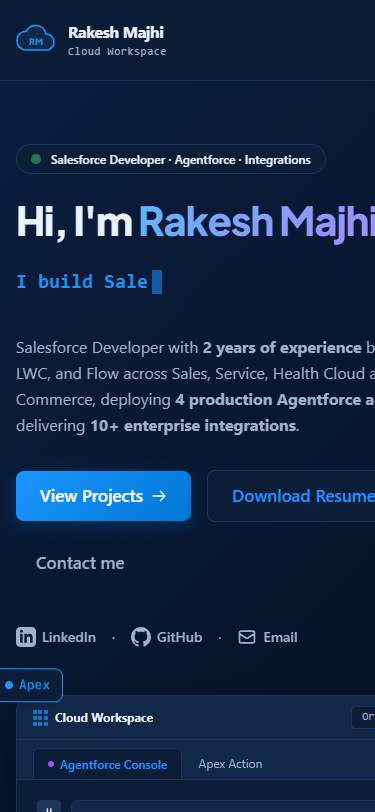 RM
Rakesh Majhi
Cloud Workspace
Salesforce Developer · Agentforce · Integrations
Hi, I'm Rakesh Majhi
I build Sale
Salesforce Developer with 2 years of experience b
LWC, and Flow across Sales, Service, Health Cloud a
Commerce, deploying 4 production Agentforce a
delivering 10+ enterprise integrations.
View Projects →
Download Resume
Contact me
LinkedIn · GitHub · Email
Apex
Cloud Workspace
Or
Agentforce Console
Apex Action